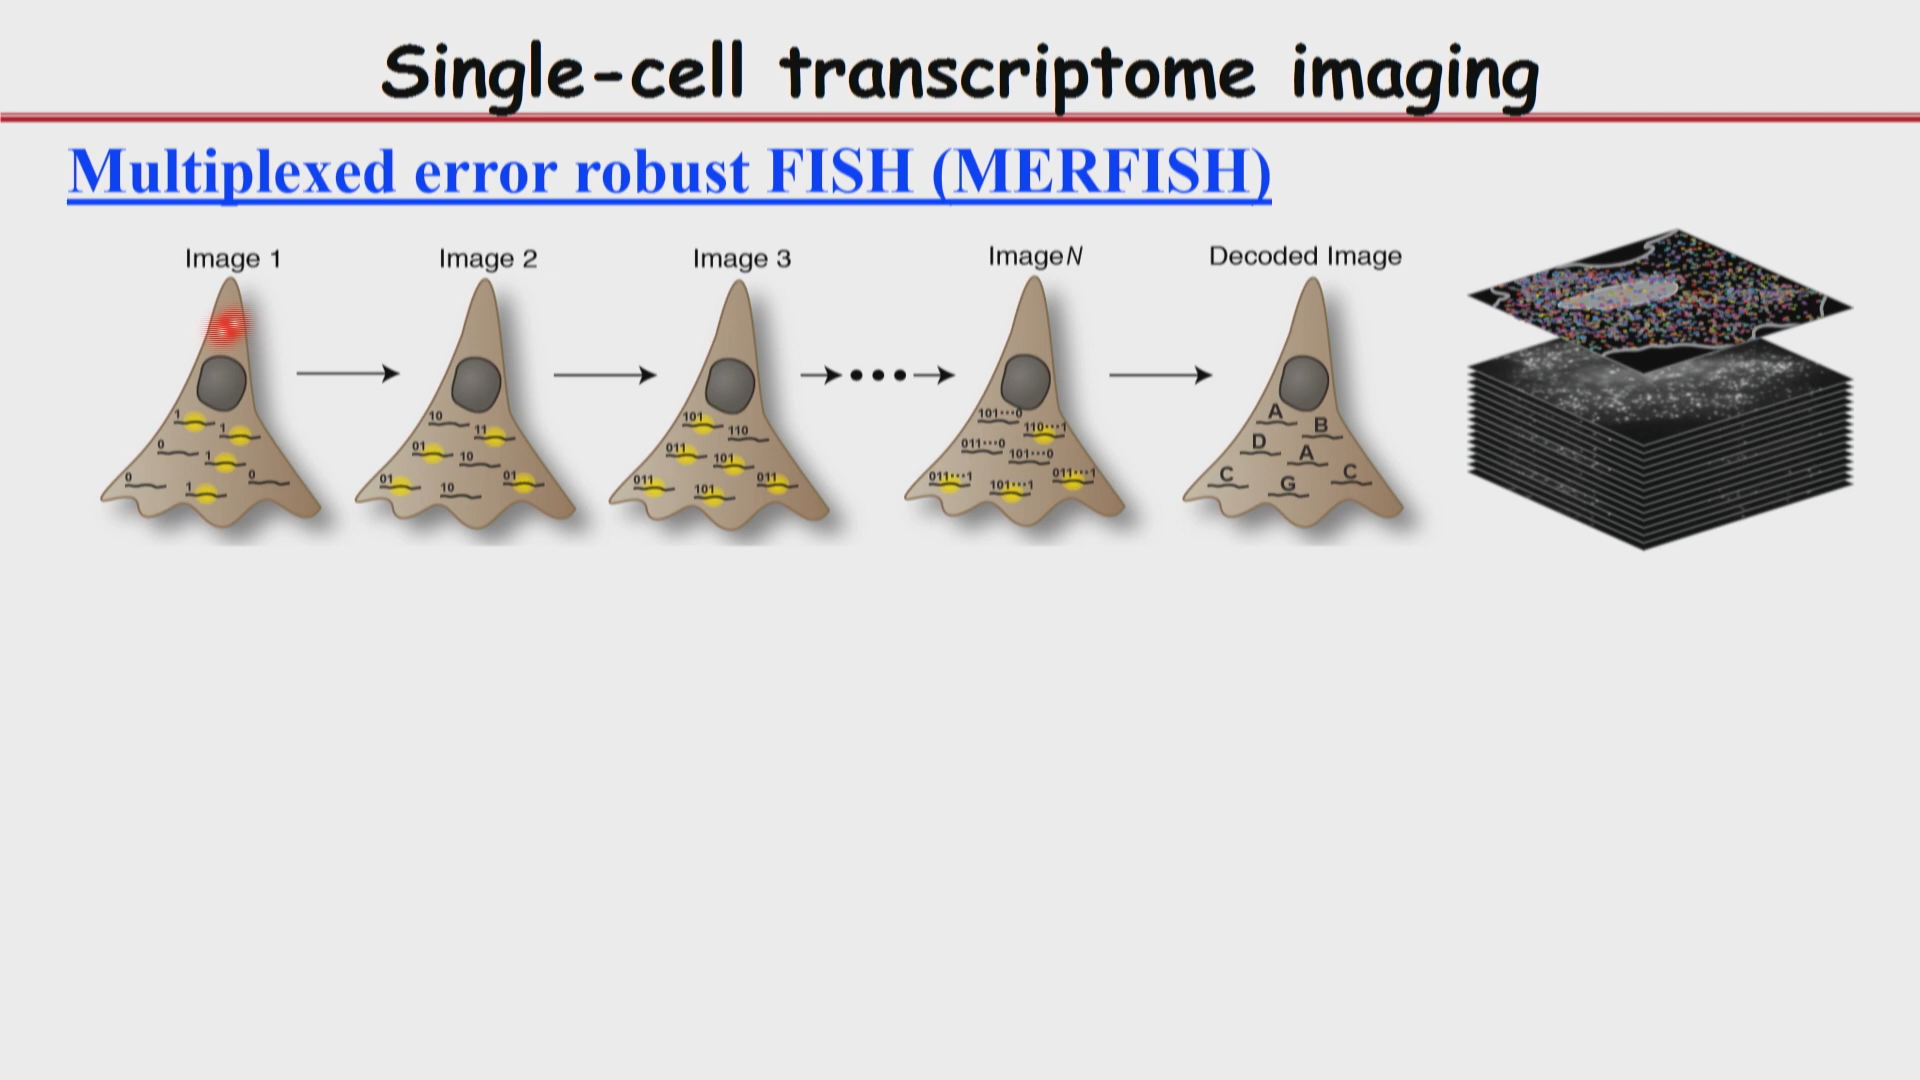 Single-cell transcriptome imaging
Multiplexed error robust FISH (MERFISH)
Image 1
1
1
0
1
0
0
1
Image 2
10
11
01
10
01
01
10
Image 3
101
110
011
101
011
011
101
Image N
101···0
110···1
011···0
101···0
011···1
011···1
101···1
Decoded Image
A
B
D
A
C
C
G